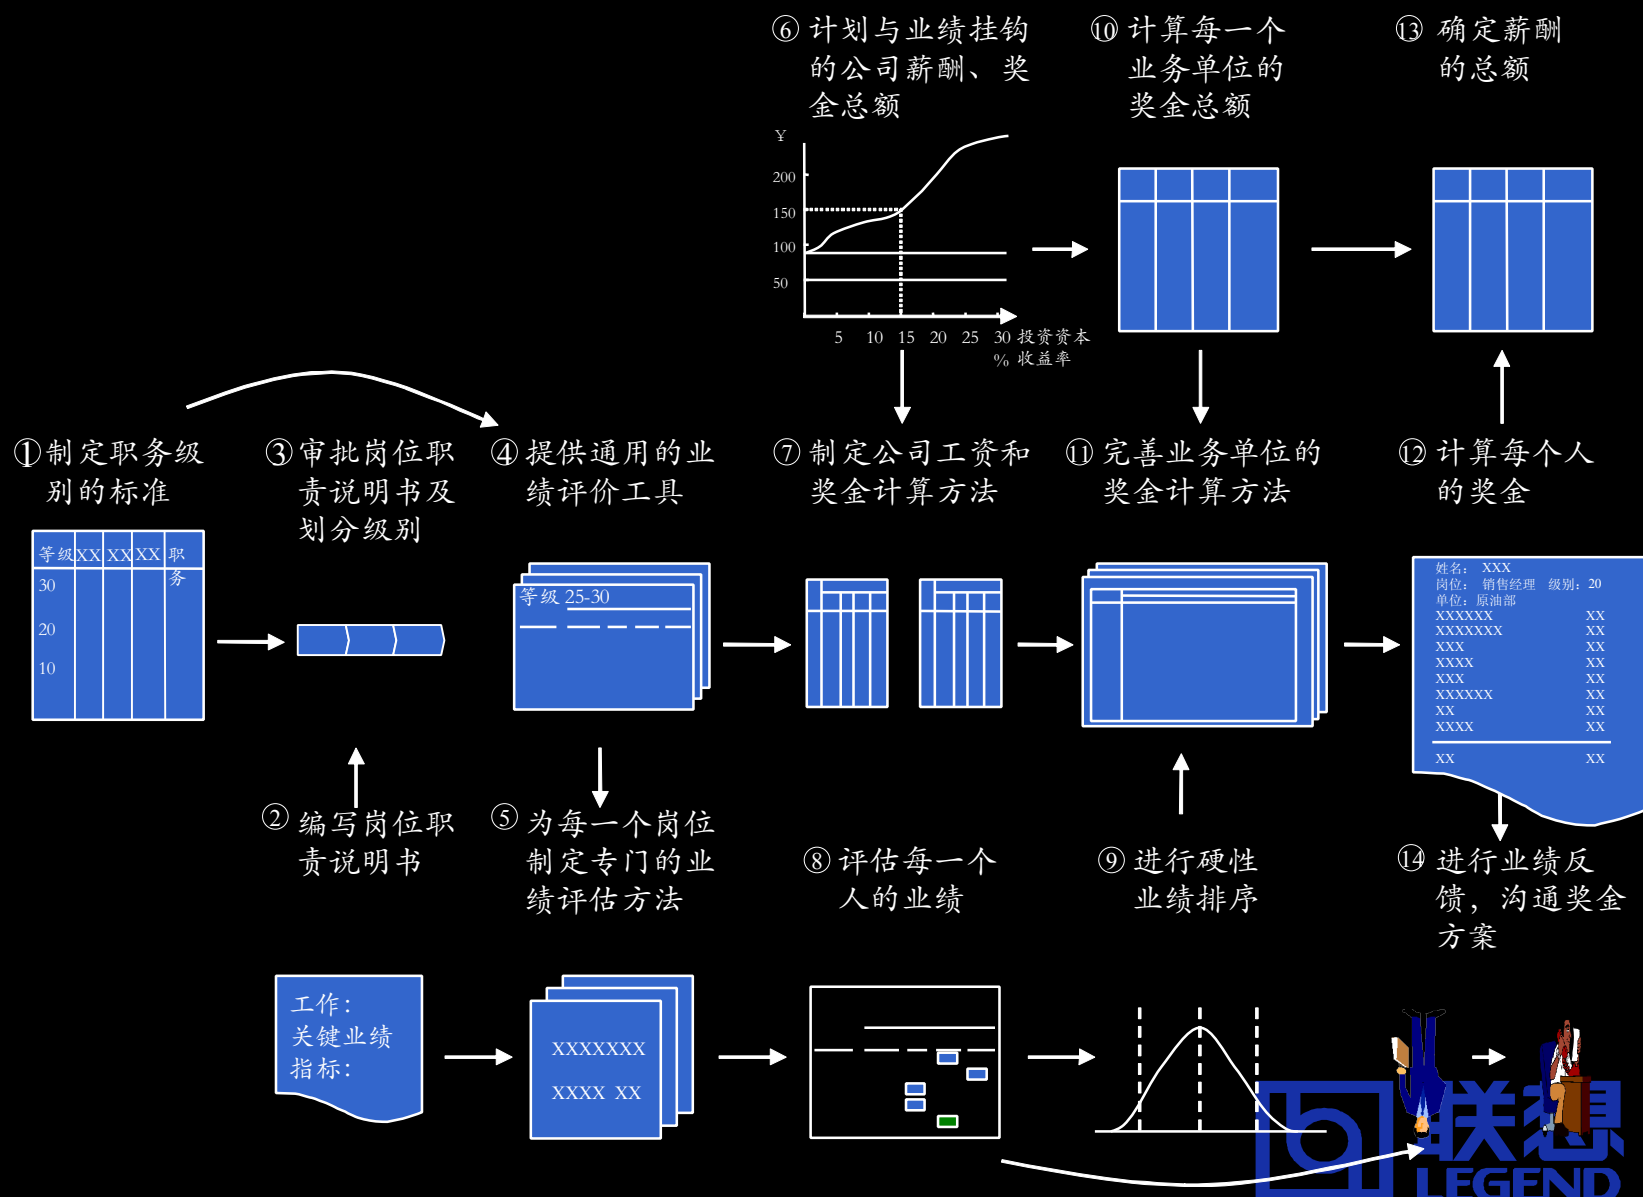 ⑥ 计划与业绩挂钩
的公司薪酬、奖
金总额
⑩ 计算每一个
业务单位的
奖金总额
⑬ 确定薪酬
的总额
¥
200
150
100
50
5 10 15 20 25 30 投资资本
% 收益率
①制定职务级
别的标准
③审批岗位职
责说明书及
划分级别
④提供通用的业
绩评价工具
⑦ 制定公司工资和
奖金计算方法
⑪ 完善业务单位的
奖金计算方法
⑫ 计算每个人
的奖金
等级 XX XX XX 职
务
30
20
10
等级 25-30
姓名： XXX
岗位： 销售经理 级别：20
单位：原油部
XXXXXX XX
XXXXXXX XX
XXX XX
XXXX XX
XXX XX
XXXXXX XX
XX XX
XXXX XX
XX XX
② 编写岗位职
责说明书
⑤ 为每一个岗位
制定专门的业
绩评估方法
⑧ 评估每一个
人的业绩
⑨ 进行硬性
业绩排序
⑭ 进行业绩反
馈，沟通奖金
方案
工作：
关键业绩
指标：
XXXXXXX
XXXX XX
联想
LEGEND